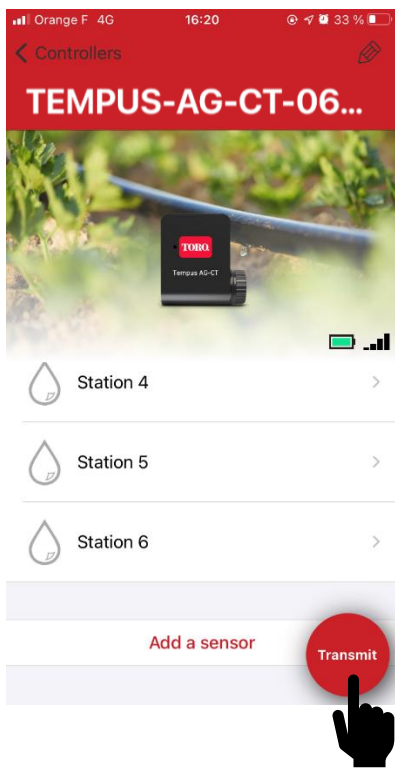 Orange F 4G 16:20 33 %
Controllers
TEMPUS-AG-CT-06...
TORO
Tempus AG-CT
Station 4
Station 5
Station 6
Add a sensor
Transmit